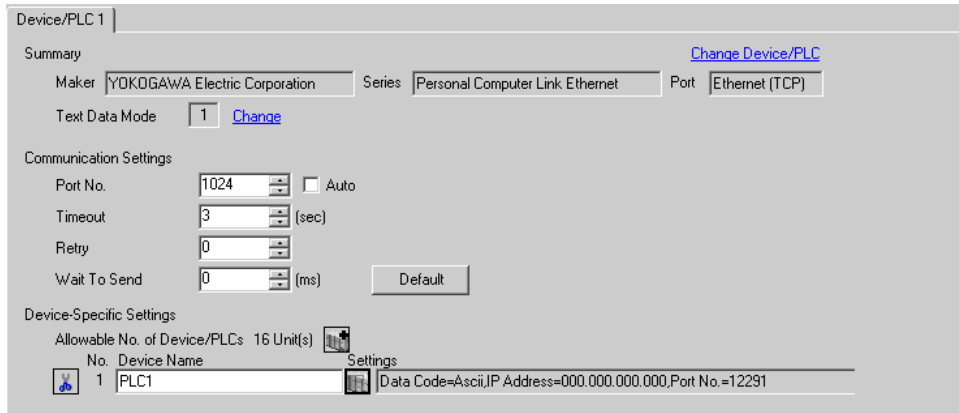 Device/PLC 1
Summary Change Device/PLC
Maker YOKOGAWA Electric Corporation Series Personal Computer Link Ethernet Port Ethernet (TCP)
Text Data Mode 1 Change
Communication Settings
Port No. 1024 Auto
Timeout 3 (sec)
Retry 0
Wait To Send 0 (ms) Default
Device-Specific Settings
Allowable No. of Device/PLCs 16 Unit(s)
No. Device Name Settings
1 PLC1 Data Code=Ascii,IP Address=000.000.000.000,Port No.=12291